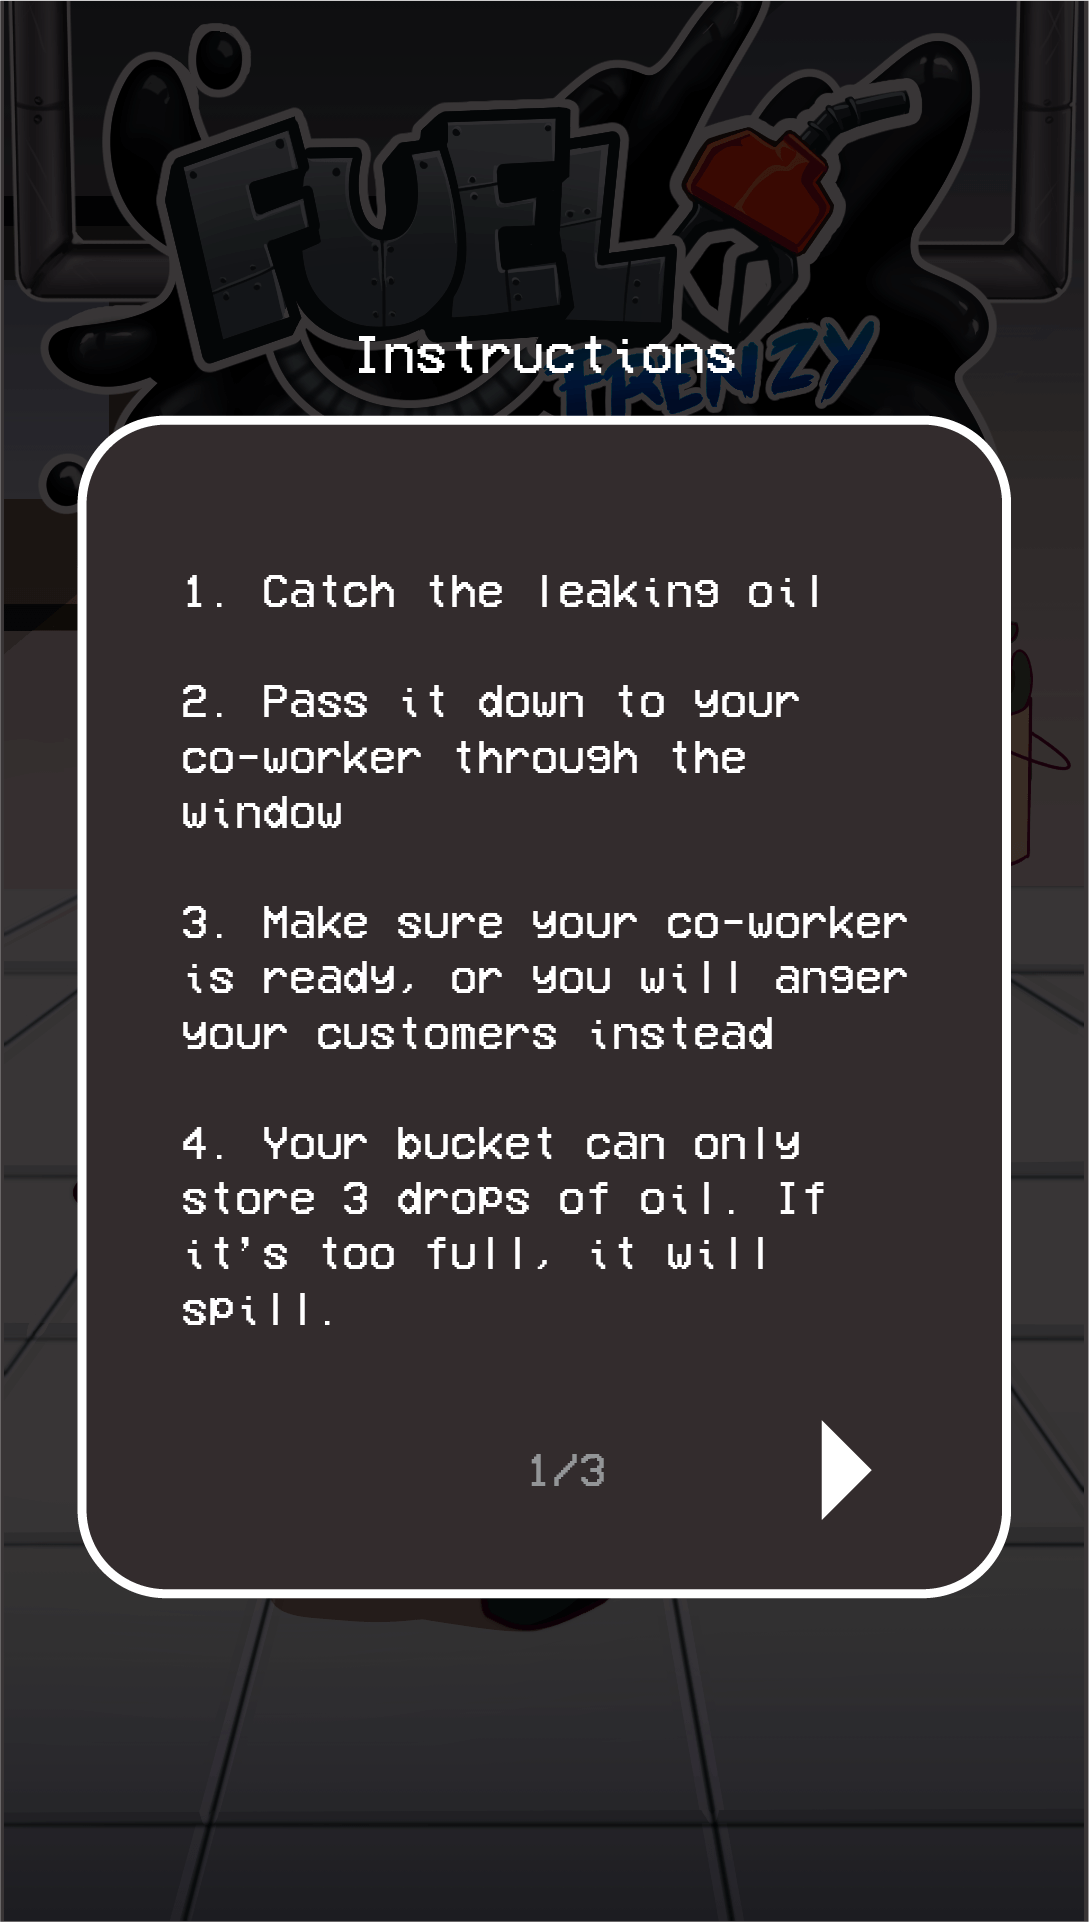 FUEL
FRENZY
Instructions
1. Catch the leaking oil
2. Pass it down to your
co-worker through the
window
3. Make sure your co-worker
is ready, or you will anger
your customers instead
4. Your bucket can only
store 3 drops of oil. If
it's too full, it will
spill.
1/3